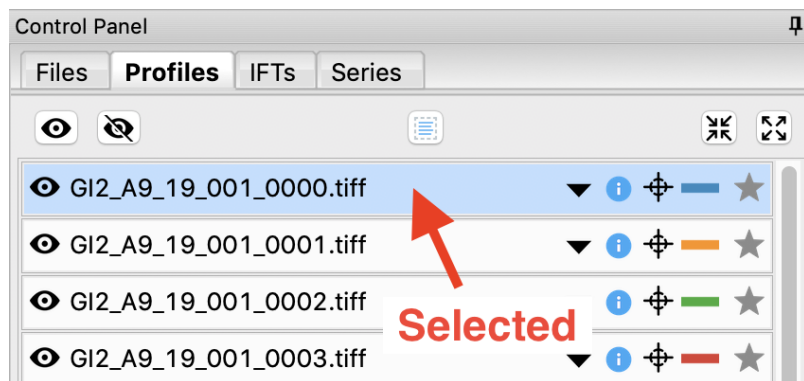 Control Panel
Files Profiles IFTs Series
GI2_A9_19_001_0000.tiff
GI2_A9_19_001_0001.tiff
GI2_A9_19_001_0002.tiff
Selected
GI2_A9_19_001_0003.tiff